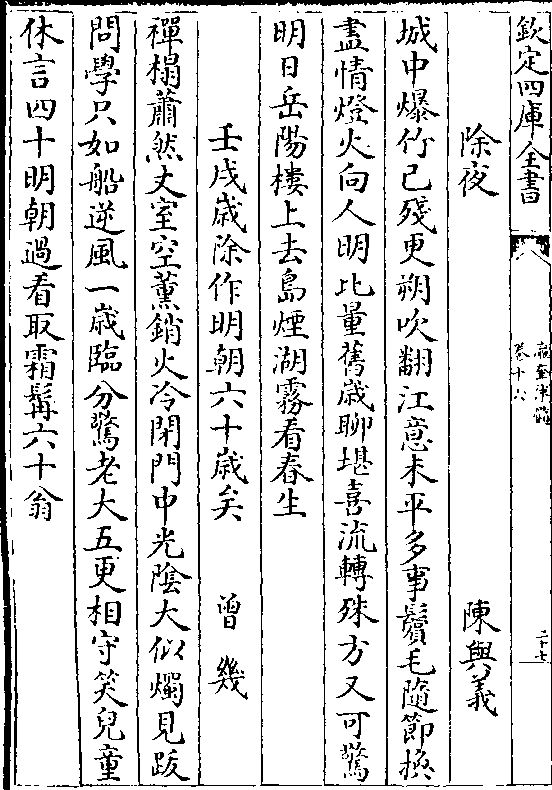 欽定四庫全書
瀛奎律髓
卷十六
二十七
除夜 陳與義
城中爆竹已殘更朔吹翻江意未平多事鬢毛隨節換
盡情燈火向人明比量舊歲聊堪喜流轉殊方又可驚
明日岳陽樓上去島煙湖霧看春生
壬戌歲除作明朝六十歲矣 曾幾
禪榻蕭然丈室空薰銷火冷閉門中光陰大似燭見跋
問學只如船逆風一歲臨分驚老大五更相守笑兒童
休言四十明朝過看取霜髯六十翁